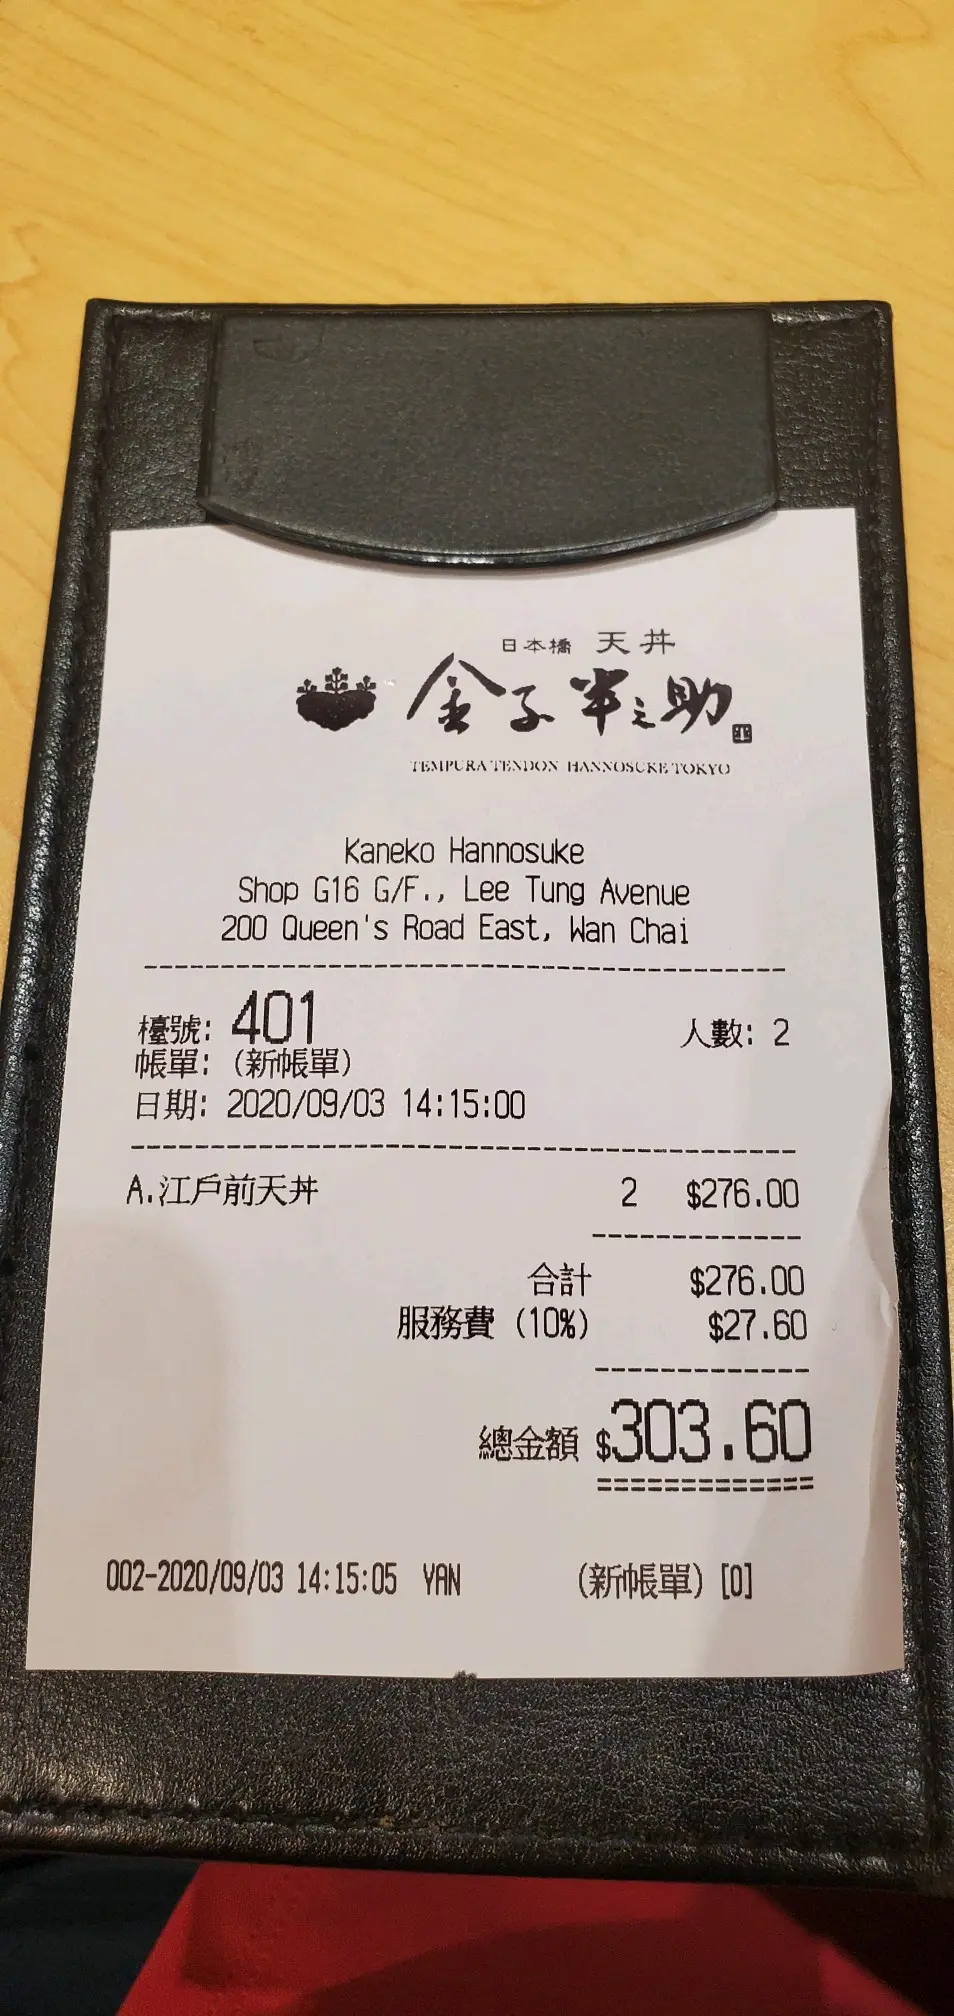 日本橋 天丼
金子半之助
TEMPURA TENDON HANNOSUKE TOKYO
Kaneko Hannosuke
Shop G16 G/F., Lee Tung Avenue
200 Queen's Road East, Wan Chai
檯號: 401 人數: 2
帳單: (新帳單)
日期: 2020/09/03 14:15:00
A.江戶前天丼 2 $276.00
合計 $276.00
服務費 (10%) $27.60
總金額 $303.60
002-2020/09/03 14:15:05 YAN (新帳單) [0]